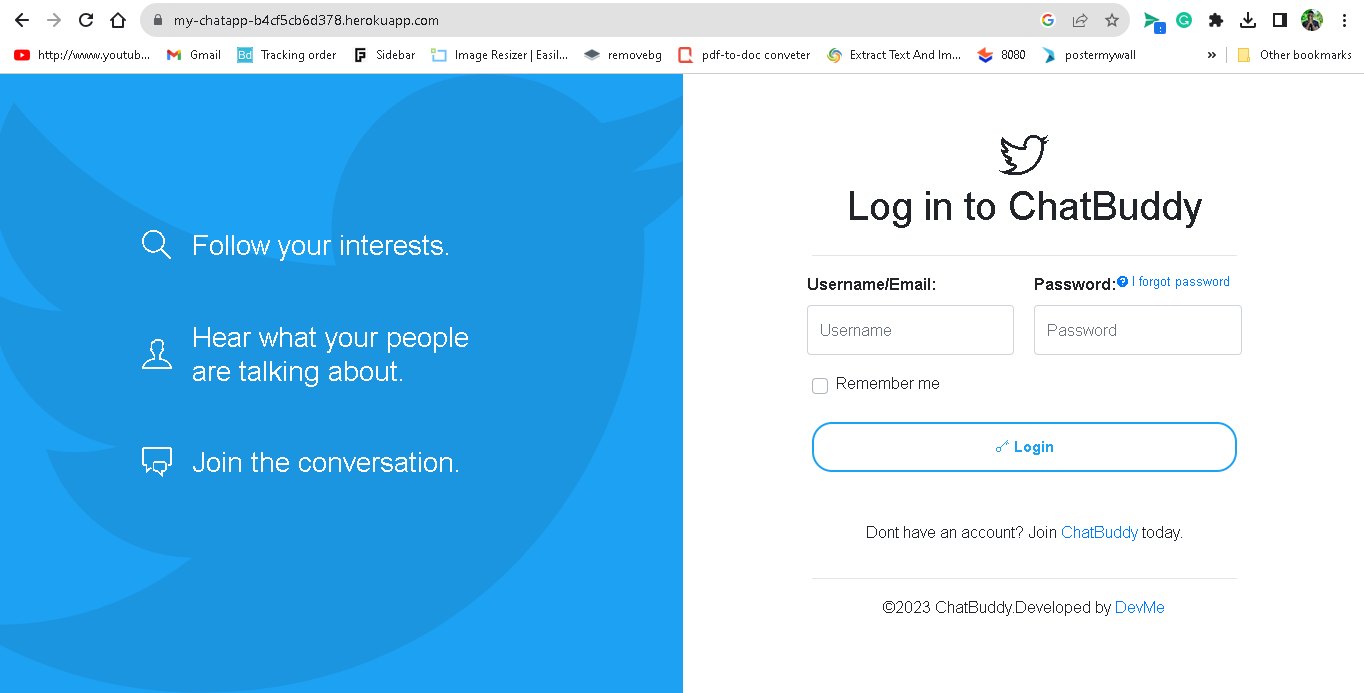 my-chatapp-b4cf5cb6d378.herokuapp.com
http://www.youtub... Gmail Bd Tracking order Sidebar Image Resizer | Easil... removebg pdf-to-doc conveter Extract Text And Im... 8080 postermywall » Other bookmarks
Follow your interests.
Hear what your people
are talking about.
Join the conversation.
Log in to ChatBuddy
Username/Email: Password: I forgot password
Username Password
Remember me
Login
Dont have an account? Join ChatBuddy today.
©2023 ChatBuddy.Developed by DevMe